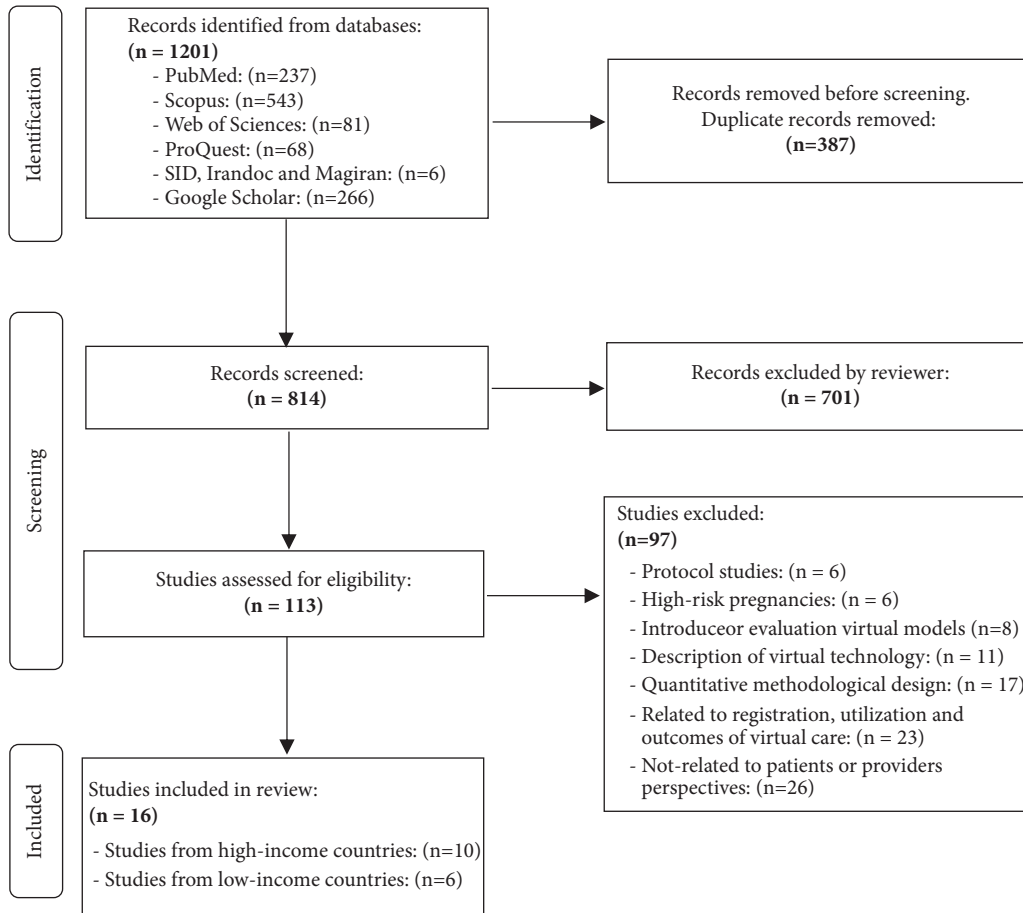 Identification
Records identified from databases:
(n = 1201)
- PubMed: (n=237)
- Scopus: (n=543)
- Web of Sciences: (n=81)
- ProQuest: (n=68)
- SID, Irandoc and Magiran: (n=6)
- Google Scholar: (n=266)
Records removed before screening.
Duplicate records removed:
(n=387)
Screening
Records screened:
(n = 814)
Records excluded by reviewer:
(n = 701)
Studies assessed for eligibility:
(n = 113)
Studies excluded:
(n=97)
- Protocol studies: (n = 6)
- High-risk pregnancies: (n = 6)
- Introduceor evaluation virtual models (n=8)
- Description of virtual technology: (n = 11)
- Quantitative methodological design: (n = 17)
- Related to registration, utilization and
outcomes of virtual care: (n = 23)
- Not-related to patients or providers
perspectives: (n=26)
Included
Studies included in review:
(n = 16)
- Studies from high-income countries: (n=10)
- Studies from low-income countries: (n=6)